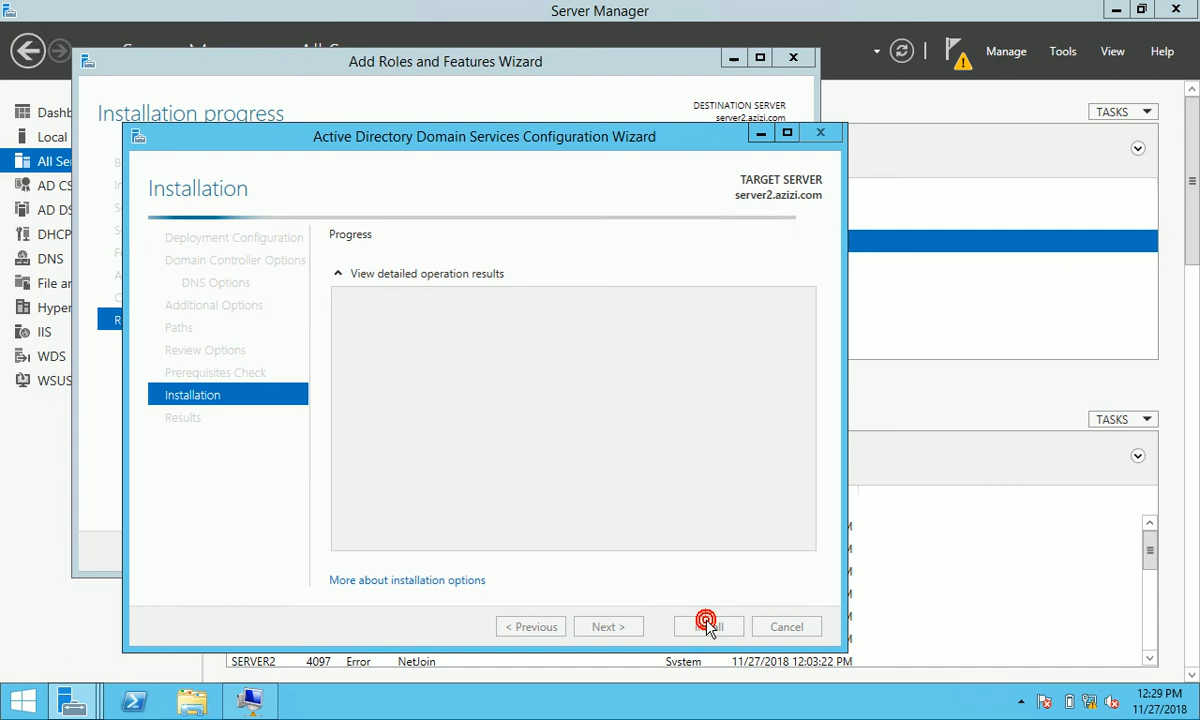 Server Manager
Manage
Tools
View
Help
Add Roles and Features Wizard
Installation progress
DESTINATION SERVER
server2.azizi.com
Dashb
Local
All Se
AD CS
AD DS
DHCP
DNS
File an
Hyper
IIS
WDS
WSUS
TASKS
Active Directory Domain Services Configuration Wizard
Installation
TARGET SERVER
server2.azizi.com
Deployment Configuration
Domain Controller Options
DNS Options
Additional Options
Paths
Review Options
Prerequisites Check
Installation
Results
Progress
View detailed operation results
More about installation options
< Previous
Next >
Cancel
TASKS
SERVER2 4097 Error NetJoin System 11/27/2018 12:03:22 PM
12:29 PM
11/27/2018